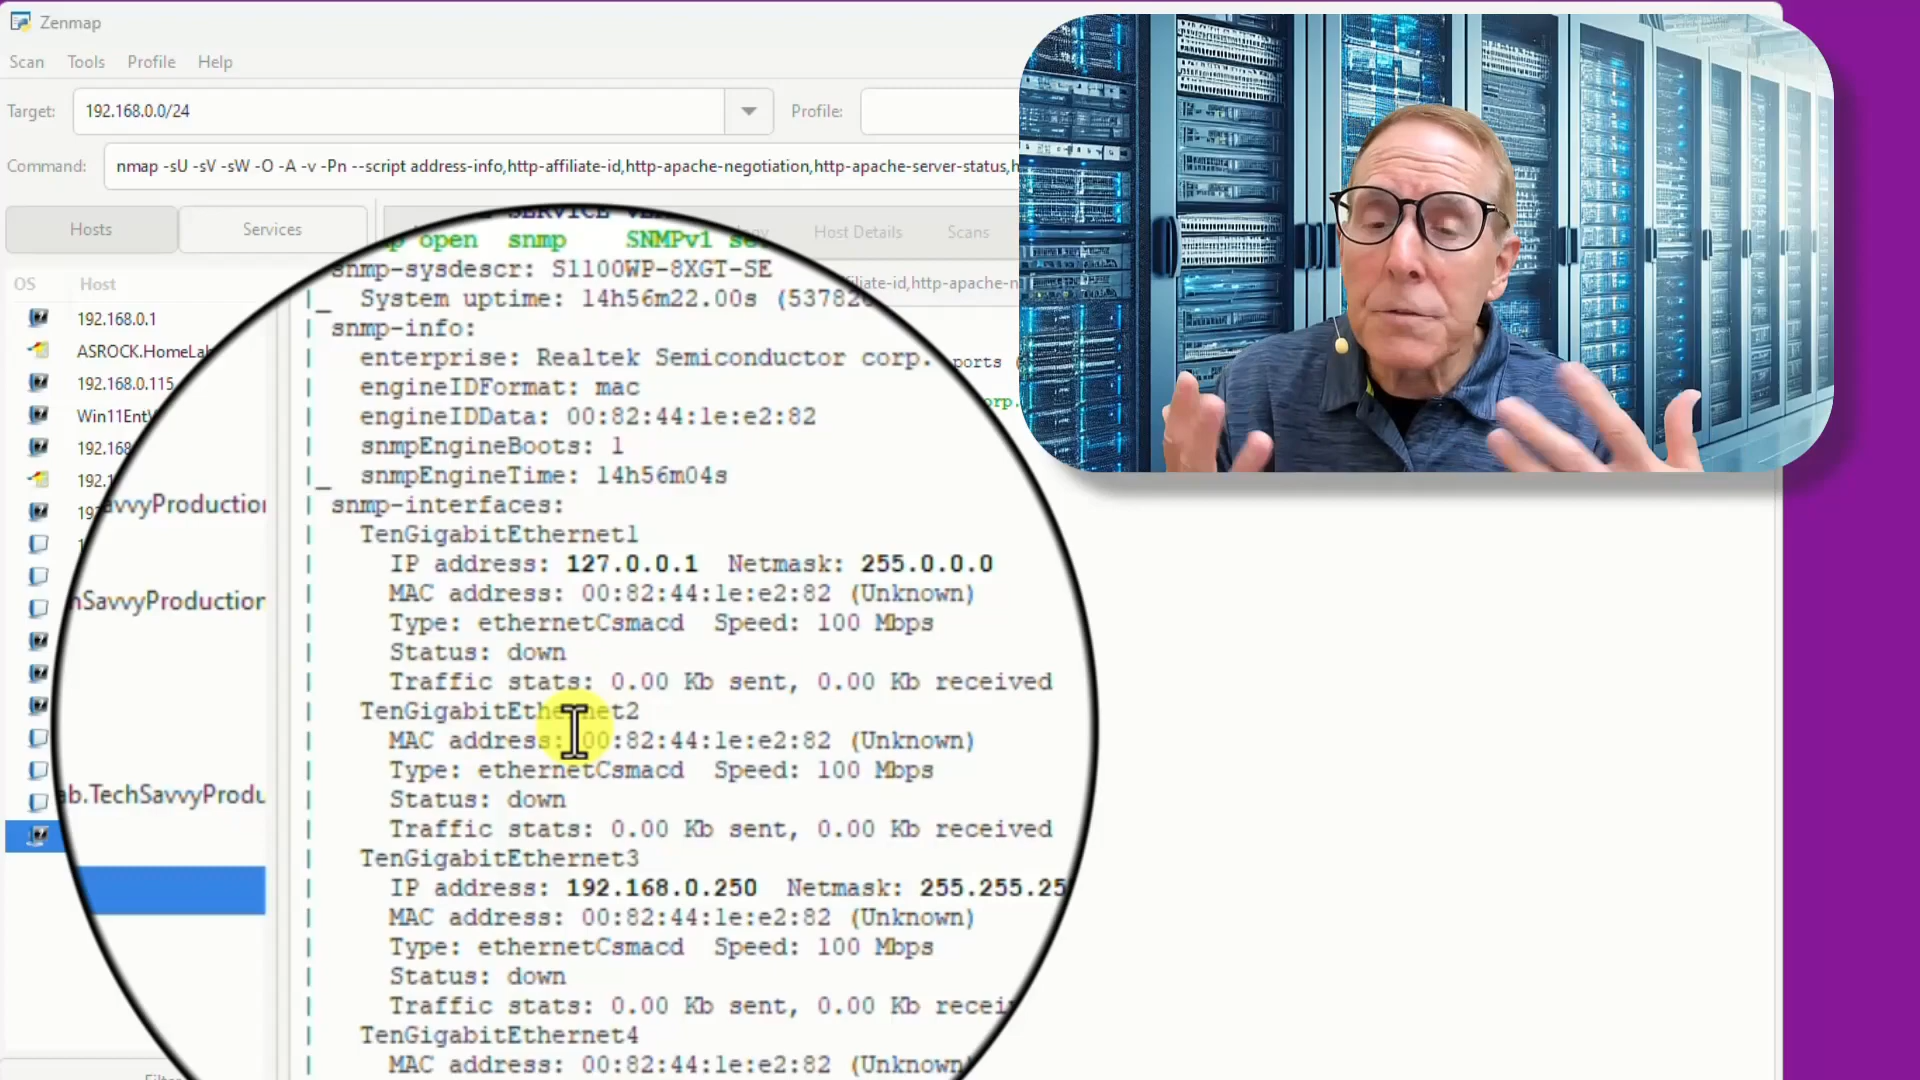 Zenmap
Scan Tools Profile Help
Target: 192.168.0.0/24 Profile:
Command: nmap -sU -sV -sW -O -A -v -Pn --script address-info,http-affiliate-id,http-apache-negotiation,http-apache-server-status,h
Hosts Services Host Details Scans
OS Host
192.168.0.1
ASROCK.HomeLab
192.168.0.115
SERVICE
open snmp SNMPv1
snmp-sysdescr: S1100WP-8XGT-SE
|_ System uptime: 14h56m22.00s (53782
| snmp-info:
| enterprise: Realtek Semiconductor corp.
| engineIDFormat: mac
| engineIDData: 00:82:44:1e:e2:82
| snmpEngineBoots: 1
|_ snmpEngineTime: 14h56m04s
| snmp-interfaces:
| TenGigabitEthernet1
| IP address: 127.0.0.1 Netmask: 255.0.0.0
| MAC address: 00:82:44:1e:e2:82 (Unknown)
| Type: ethernetCsmacd Speed: 100 Mbps
| Status: down
| Traffic stats: 0.00 Kb sent, 0.00 Kb received
| TenGigabitEthernet2
| MAC address: 00:82:44:1e:e2:82 (Unknown)
| Type: ethernetCsmacd Speed: 100 Mbps
| Status: down
| Traffic stats: 0.00 Kb sent, 0.00 Kb received
| TenGigabitEthernet3
| IP address: 192.168.0.250 Netmask: 255.255.25
| MAC address: 00:82:44:1e:e2:82 (Unknown)
| Type: ethernetCsmacd Speed: 100 Mbps
| Status: down
| Traffic stats: 0.00 Kb sent, 0.00 Kb recei
| TenGigabitEthernet4
| MAC address: 00:82:44:1e:e2:82 (Unknown)